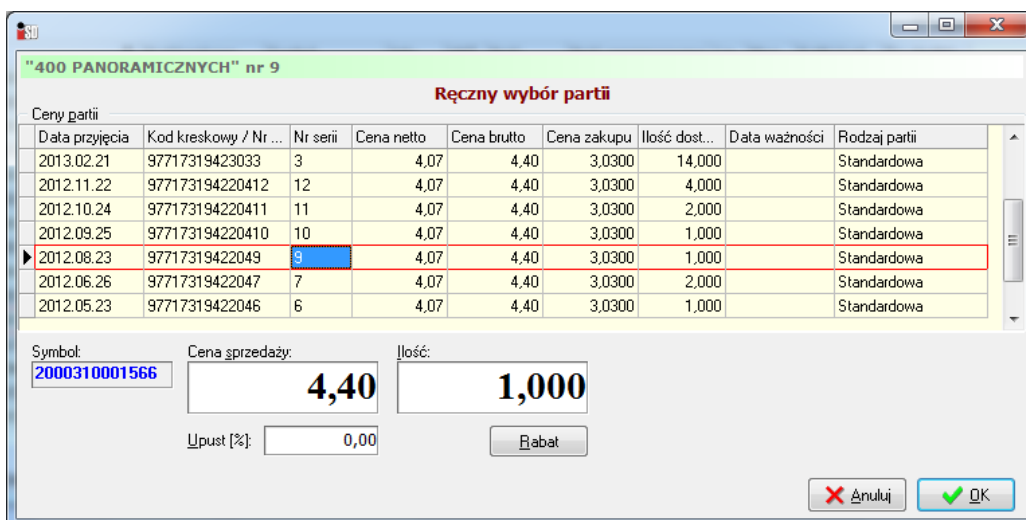 iSD
"400 PANORAMICZNYCH" nr 9
Ręczny wybór partii
Ceny partii
Data przyjęcia Kod kreskowy / Nr ... Nr serii Cena netto Cena brutto Cena zakupu Ilość dost... Data ważności Rodzaj partii
2013.02.21 97717319423033 3 4,07 4,40 3,0300 14,000 Standardowa
2012.11.22 977173194220412 12 4,07 4,40 3,0300 4,000 Standardowa
2012.10.24 977173194220411 11 4,07 4,40 3,0300 2,000 Standardowa
2012.09.25 977173194220410 10 4,07 4,40 3,0300 1,000 Standardowa
2012.08.23 97717319422049 9 4,07 4,40 3,0300 1,000 Standardowa
2012.06.26 97717319422047 7 4,07 4,40 3,0300 2,000 Standardowa
2012.05.23 97717319422046 6 4,07 4,40 3,0300 1,000 Standardowa
Symbol: Cena sprzedaży: Ilość:
2000310001566 4,40 1,000
Upust [%]: 0,00 Rabat
Anuluj OK